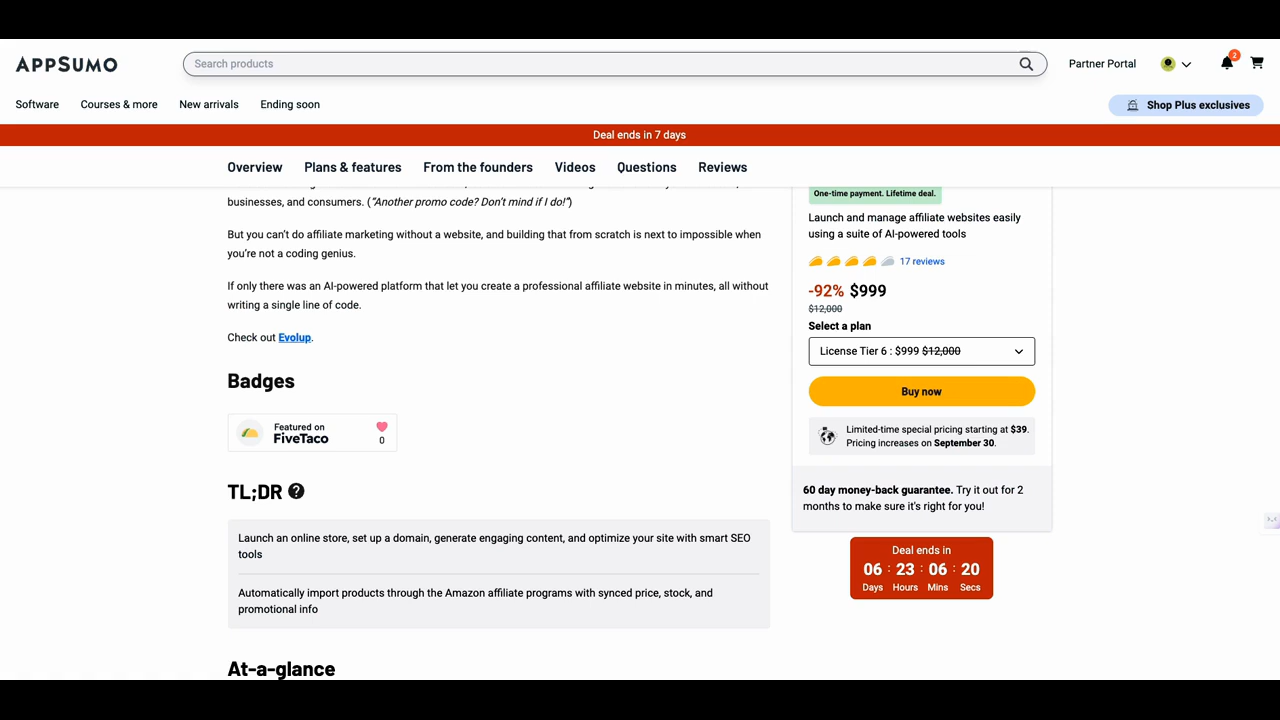 APPSUMO
Search products
Partner Portal
2
Software
Courses & more
New arrivals
Ending soon
Shop Plus exclusives
Deal ends in 7 days
Overview
Plans & features
From the founders
Videos
Questions
Reviews
businesses, and consumers. ("Another promo code? Don't mind if I do!")
But you can't do affiliate marketing without a website, and building that from scratch is next to impossible when
you're not a coding genius.
If only there was an AI-powered platform that let you create a professional affiliate website in minutes, all without
writing a single line of code.
Check out Evolup.
Badges
Featured on
FiveTaco
0
TL;DR ?
Launch an online store, set up a domain, generate engaging content, and optimize your site with smart SEO
tools
Automatically import products through the Amazon affiliate programs with synced price, stock, and
promotional info
At-a-glance
One-time payment. Lifetime deal.
Launch and manage affiliate websites easily
using a suite of AI-powered tools
17 reviews
-92% $999
$12,000
Select a plan
License Tier 6 : $999 $12,000
Buy now
Limited-time special pricing starting at $39.
Pricing increases on September 30.
60 day money-back guarantee. Try it out for 2
months to make sure it's right for you!
Deal ends in
06 : 23 : 06 : 20
Days Hours Mins Secs